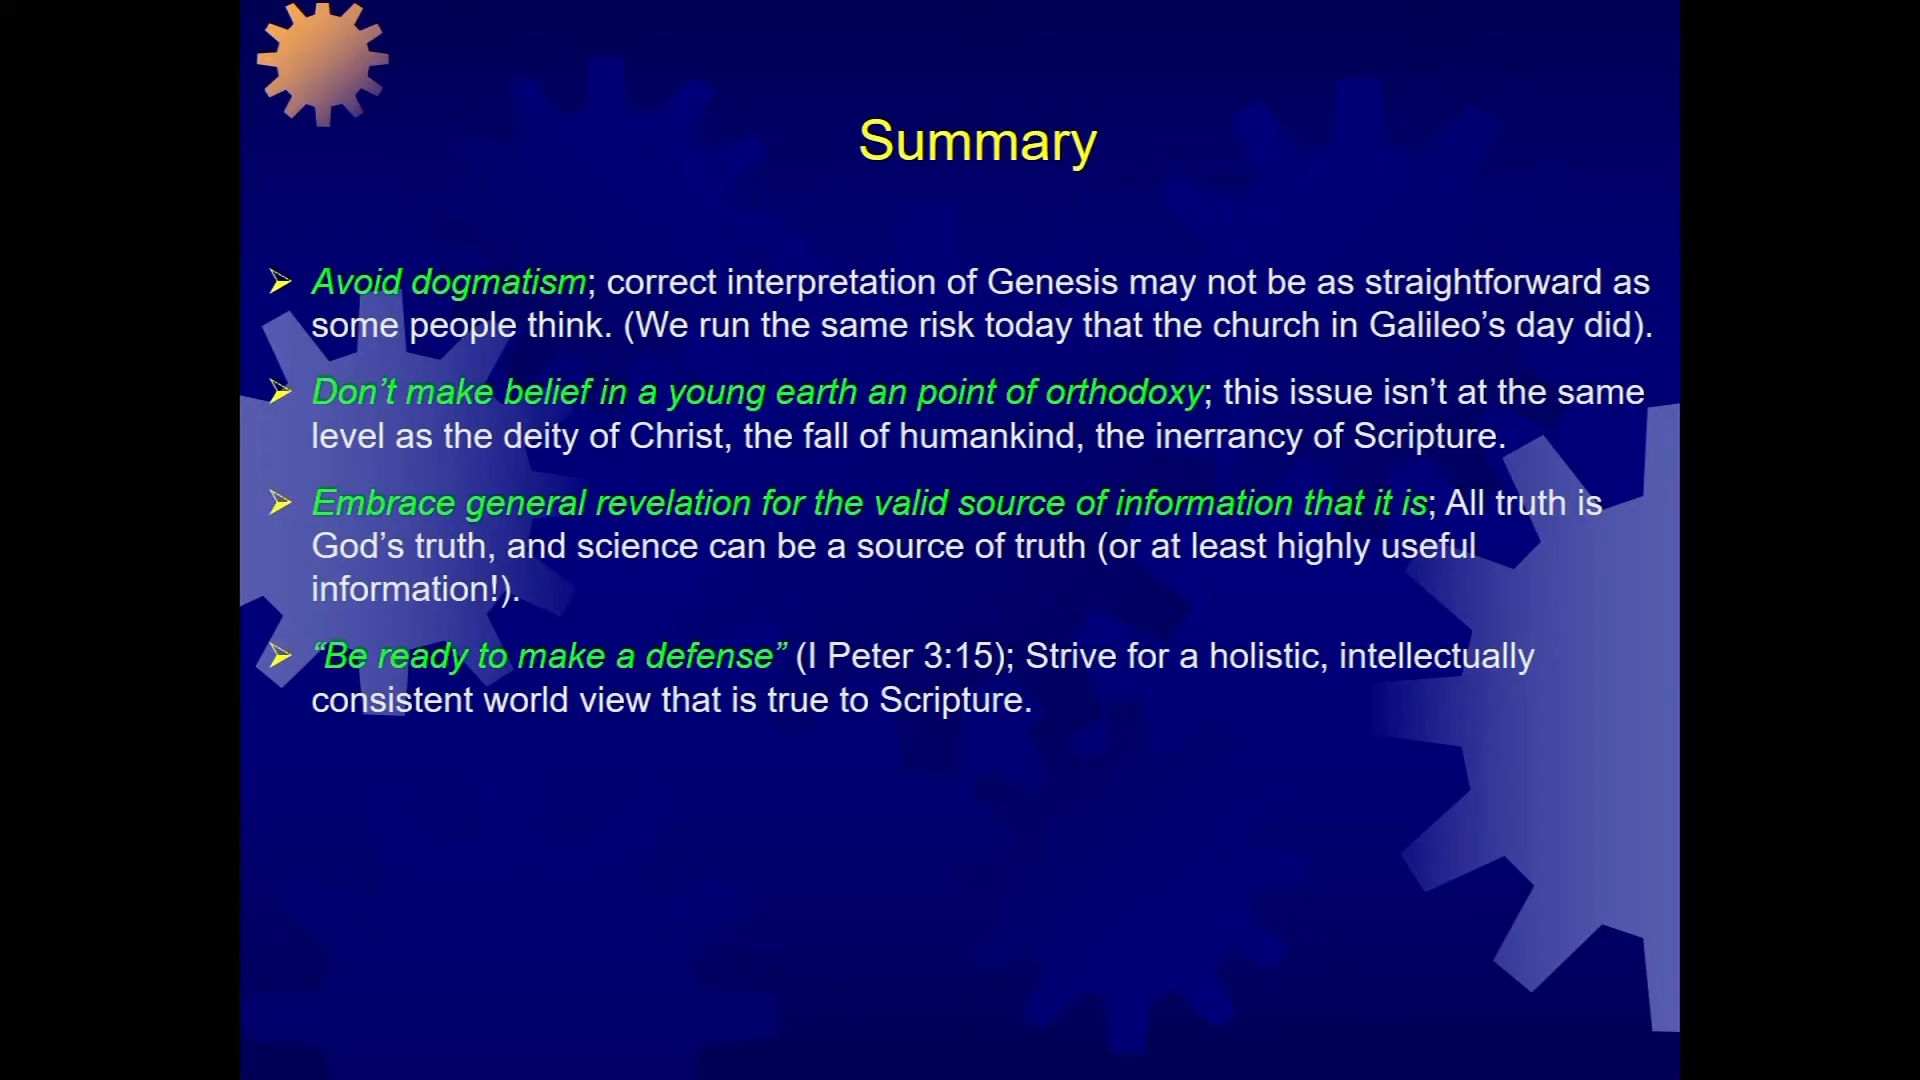 Summary
Avoid dogmatism; correct interpretation of Genesis may not be as straightforward as
some people think. (We run the same risk today that the church in Galileo’s day did).
Don’t make belief in a young earth an point of orthodoxy; this issue isn’t at the same
level as the deity of Christ, the fall of humankind, the inerrancy of Scripture.
Embrace general revelation for the valid source of information that it is; All truth is
God’s truth, and science can be a source of truth (or at least highly useful
information!).
“Be ready to make a defense” (I Peter 3:15); Strive for a holistic, intellectually
consistent world view that is true to Scripture.